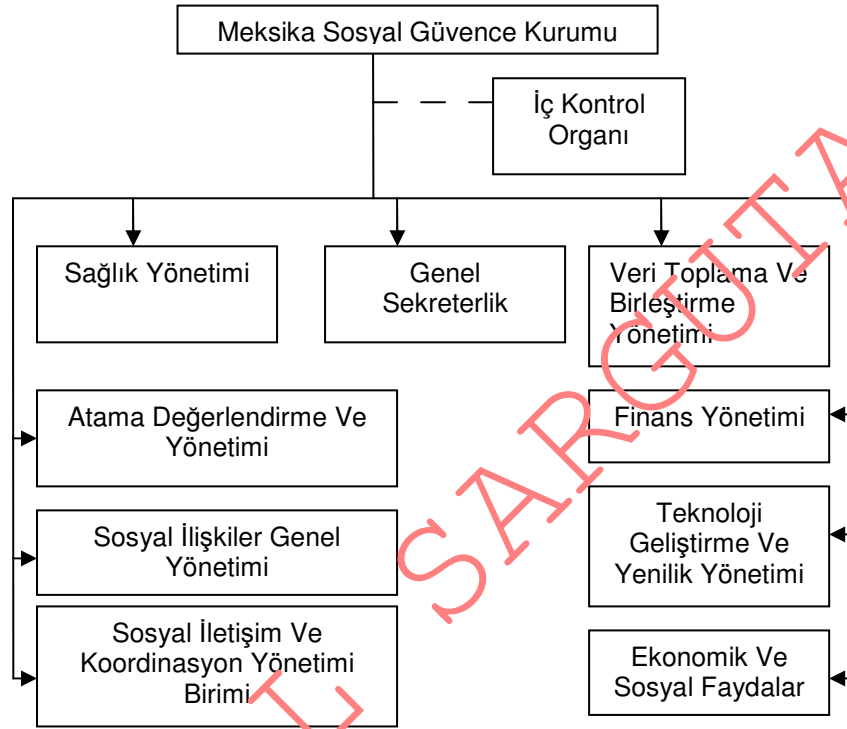 Meksika Sosyal Güvence Kurumu
İç Kontrol
Organı
Sağlık Yönetimi
Genel
Sekreterlik
Veri Toplama Ve
Birleştirme
Yönetimi
Atama Değerlendirme Ve
Yönetimi
Finans Yönetimi
Sosyal İlişkiler Genel
Yönetimi
Teknoloji
Geliştirme Ve
Yenilik Yönetimi
Sosyal İletişim Ve
Koordinasyon Yönetimi
Birimi
Ekonomik Ve
Sosyal Faydalar
L SARGUTA